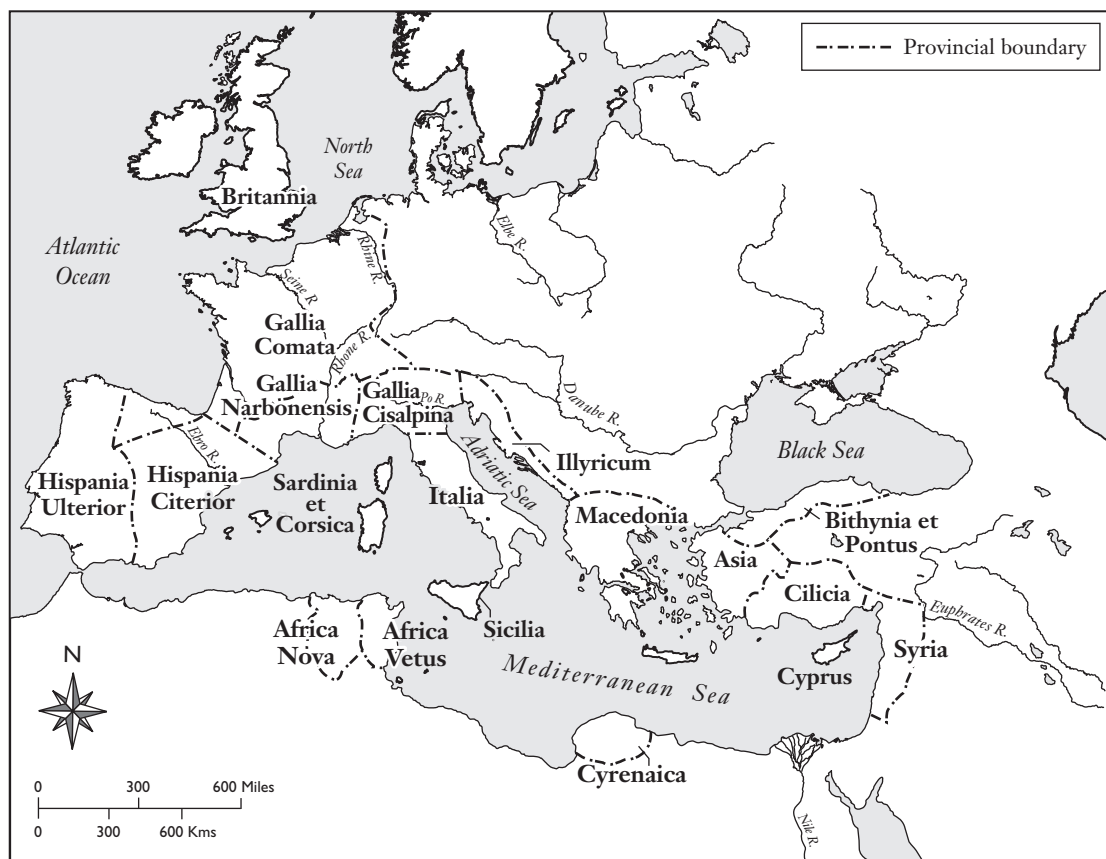 Provincial boundary
North
Sea
Britannia
Atlantic
Ocean
Elbe R.
Rhine R.
Seine R.
Gallia
Comata
Rhone R.
Gallia
Narbonensis
Gallia
Cisalpina
Po R.
Danube R.
Ebro R.
Hispania
Ulterior
Hispania
Citerior
Sardinia
et
Corsica
Italia
Adriatic Sea
Illyricum
Black Sea
Macedonia
Bithynia et
Pontus
Asia
Cilicia
Euphrates R.
Africa
Nova
Africa
Vetus
Sicilia
Syria
Cyprus
Mediterranean Sea
Cyrenaica
Nile R.
N
0 300 600 Miles
0 300 600 Kms